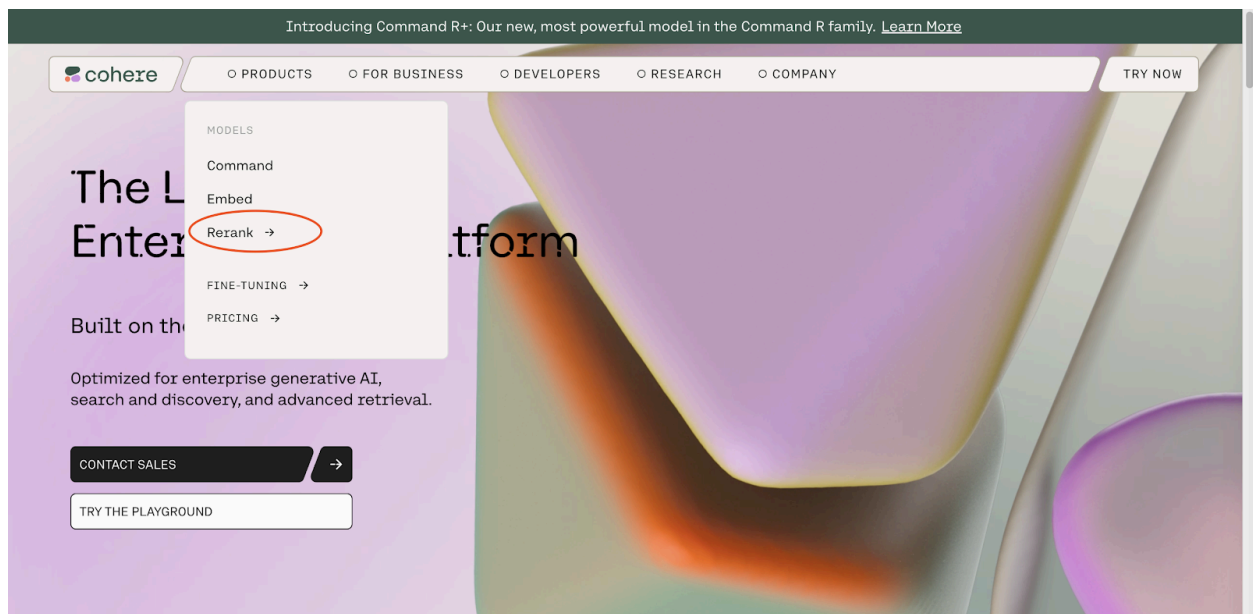 Introducing Command R+: Our new, most powerful model in the Command R family. Learn More
cohere
PRODUCTS
FOR BUSINESS
DEVELOPERS
RESEARCH
COMPANY
TRY NOW
MODELS
Command
Embed
Rerank →
FINE-TUNING →
PRICING →
The L
Enter tform
Built on the
Optimized for enterprise generative AI,
search and discovery, and advanced retrieval.
CONTACT SALES →
TRY THE PLAYGROUND